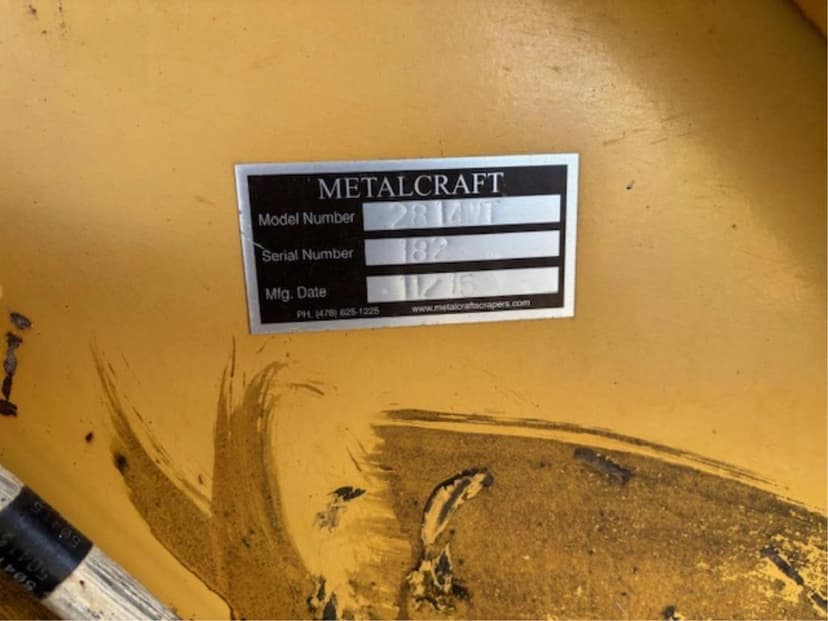 METALCRAFT
Model Number 2814WT
Serial Number 182
Mfg. Date 11/15
PH. (478) 625-1225 www.metalcraftscrapers.com